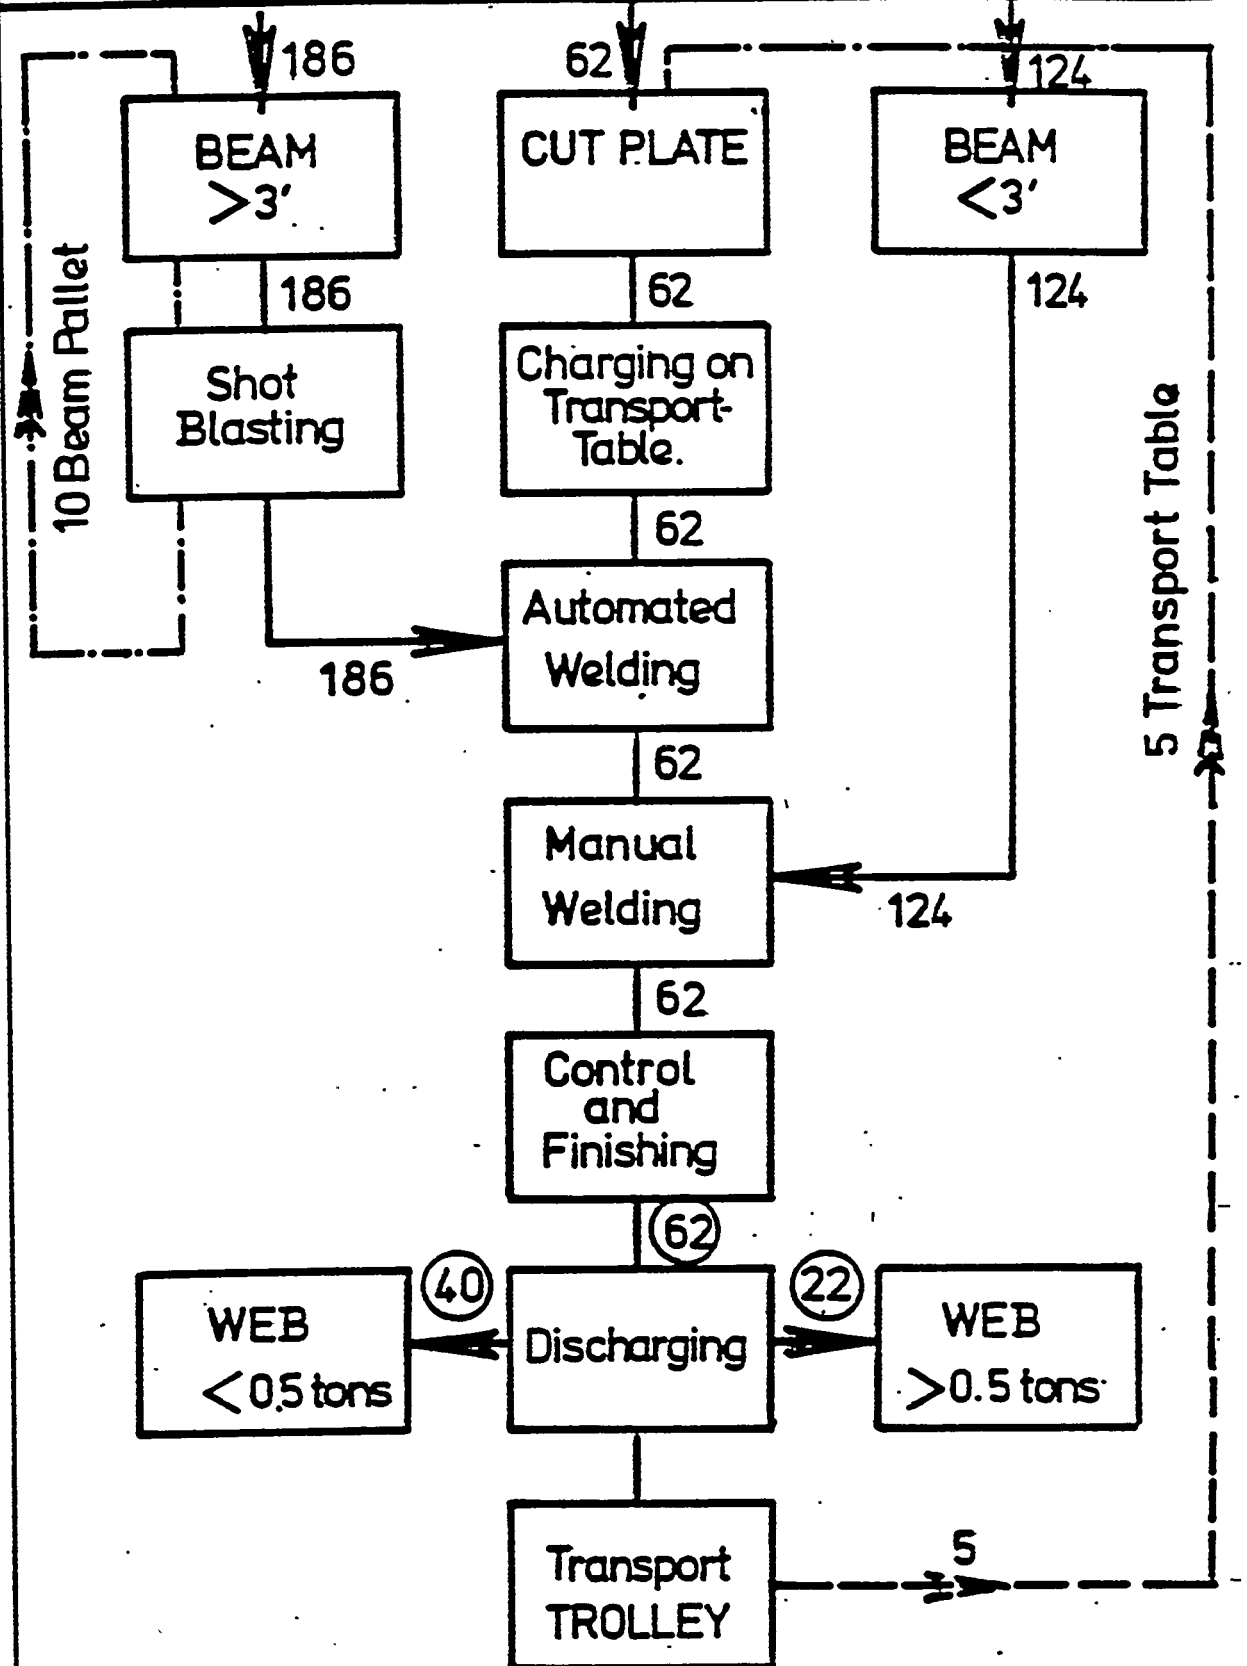 186
62
124
BEAM
>3'
CUT PLATE
BEAM
<3'
186
62
124
10 Beam Pallet
Shot
Blasting
Charging on
Transport-
Table.
5 Transport Table
62
Automated
Welding
186
62
Manual
Welding
124
62
Control
and
Finishing
62
40
22
WEB
<0.5 tons
Discharging
WEB
>0.5 tons
5
Transport
TROLLEY